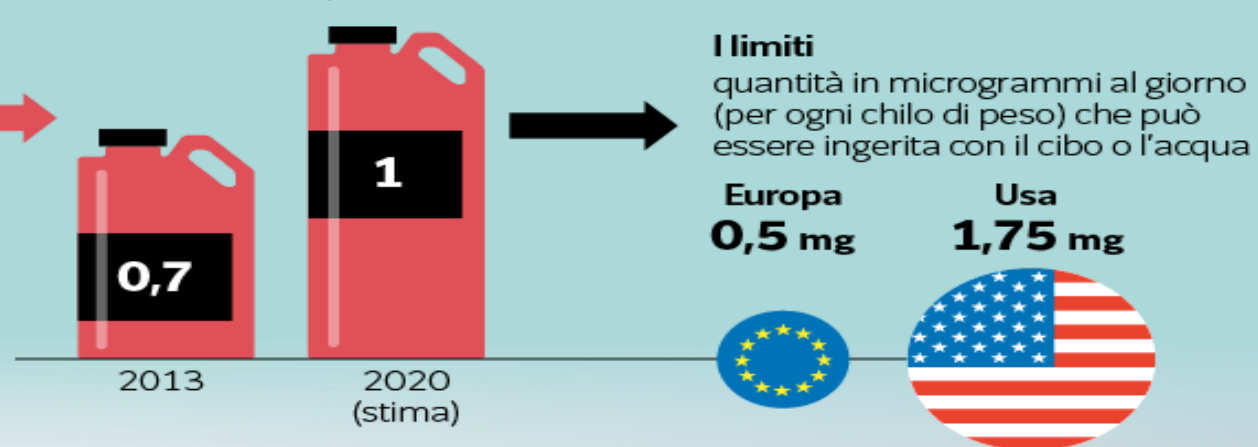 0,7
1
2013
2020
(stima)
I limiti
quantità in microgrammi al giorno
(per ogni chilo di peso) che può
essere ingerita con il cibo o l'acqua
Europa
0,5 mg
Usa
1,75 mg